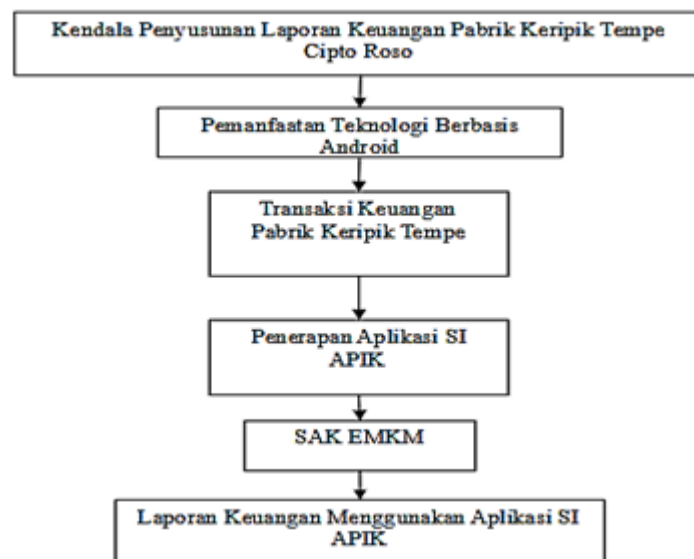 Kendala Penyusunan Laporan Keuangan Pabrik Keripik Tempe
Cipto Roso
Pemanfaatan Teknologi Berbasis
Android
Transaksi Keuangan
Pabrik Keripik Tempe
Penerapan Aplikasi SI
APIK
SAK EMKM
Laporan Keuangan Menggunakan Aplikasi SI
APIK